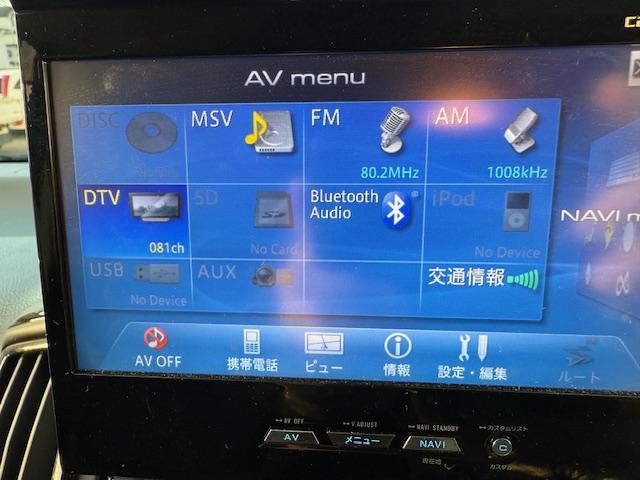 AV menu
DISC
No Disc
MSV
FM
80.2MHz
AM
1008kHz
DTV
081ch
SD
No Card
Bluetooth®
Audio
iPod
No Device
USB
No Device
AUX
交通情報
NAVI m
AV OFF
携帯電話
ビュー
情報
設定・編集
ルート
AV OFF
V.ADJUST
NAVI STANDBY
カスタムリスト
AV
メニュー
NAVI
C
現在地
カスタム